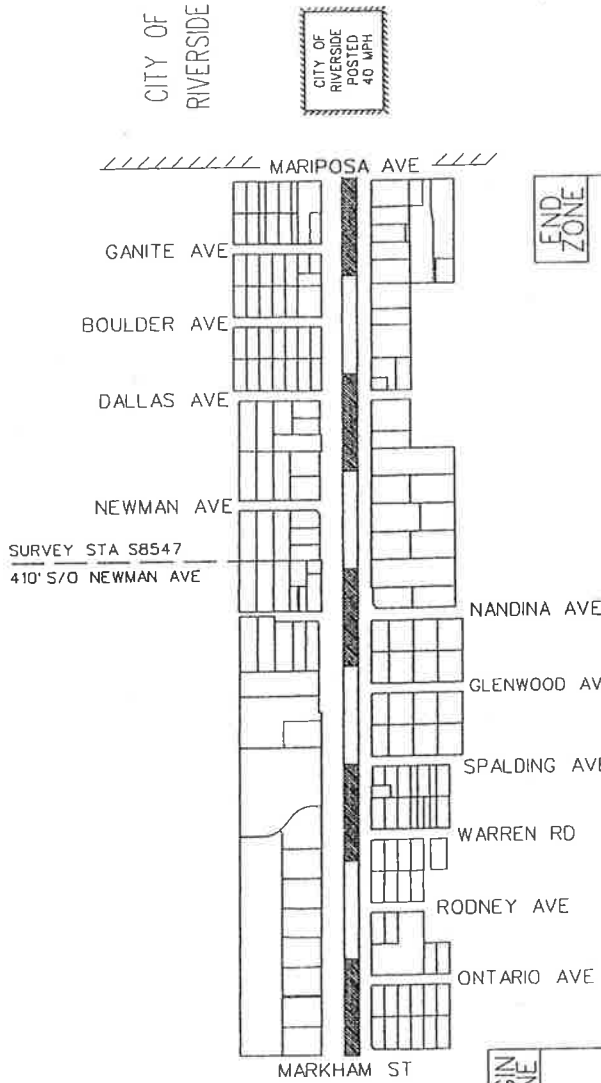 CITY OF
RIVERSIDE
CITY OF
RIVERSIDE
POSTED
40 MPH
MARIPOSA AVE
END
ZONE
GANITE AVE
BOULDER AVE
DALLAS AVE
NEWMAN AVE
SURVEY STA S8547
410' S/O NEWMAN AVE
NANDINA AVE
GLENWOOD AV
SPALDING AVE
WARREN RD
RODNEY AVE
ONTARIO AVE
MARKHAM ST